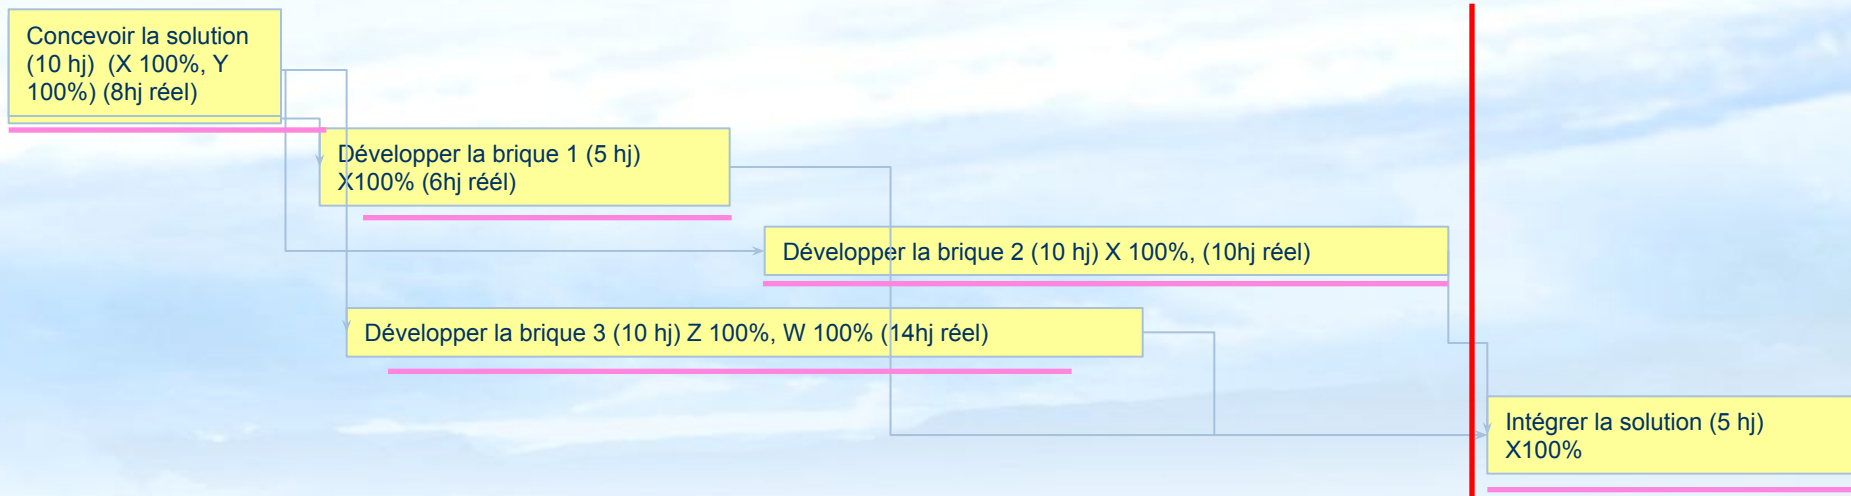 Concevoir la solution
(10 hj)  (X 100%, Y
100%) (8hj réel)
Développer la brique 1 (5 hj)
X100% (6hj réél)
Développer la brique 2 (10 hj) X 100%, (10hj réel)
Développer la brique 3 (10 hj) Z 100%, W 100% (14hj réel)
Intégrer la solution (5 hj)
X100%